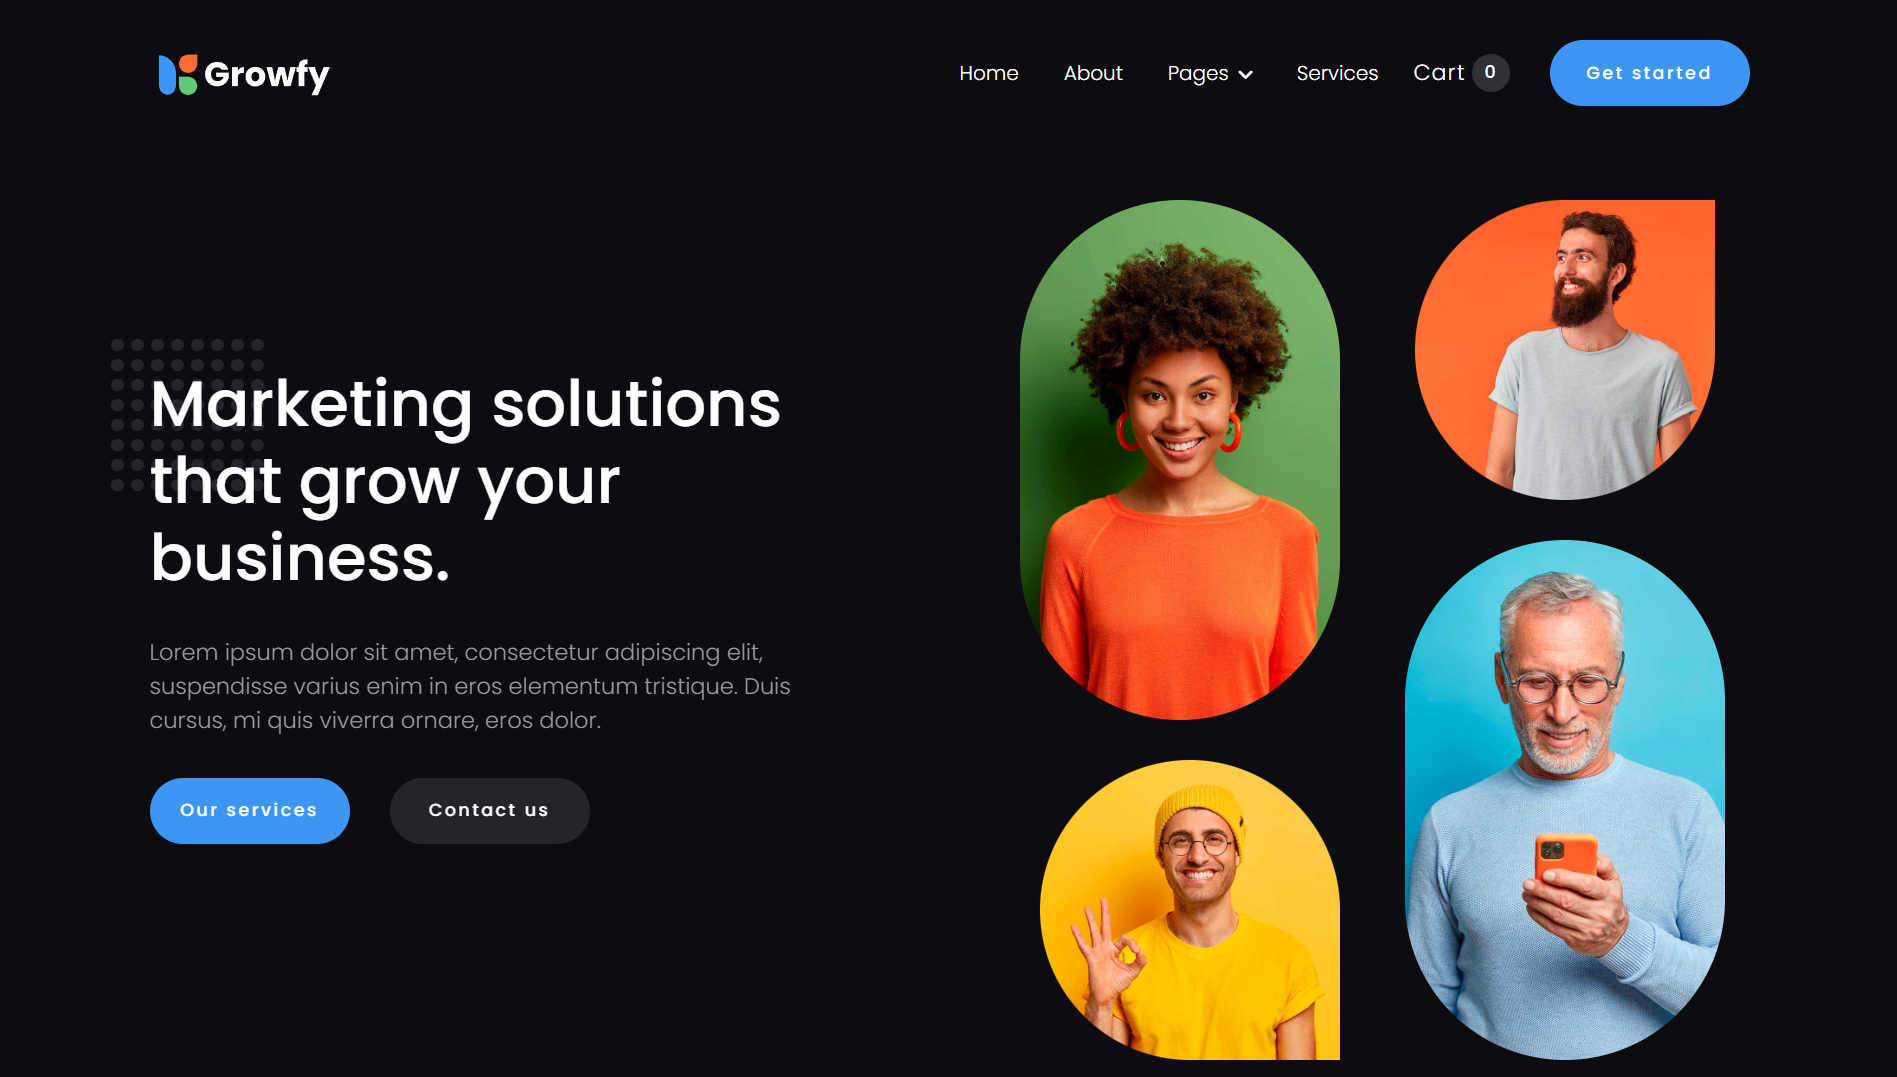 Growfy
Home About Pages Services Cart 0 Get started
Marketing solutions
that grow your
business.
Lorem ipsum dolor sit amet, consectetur adipiscing elit,
suspendisse varius enim in eros elementum tristique. Duis
cursus, mi quis viverra ornare, eros dolor.
Our services Contact us